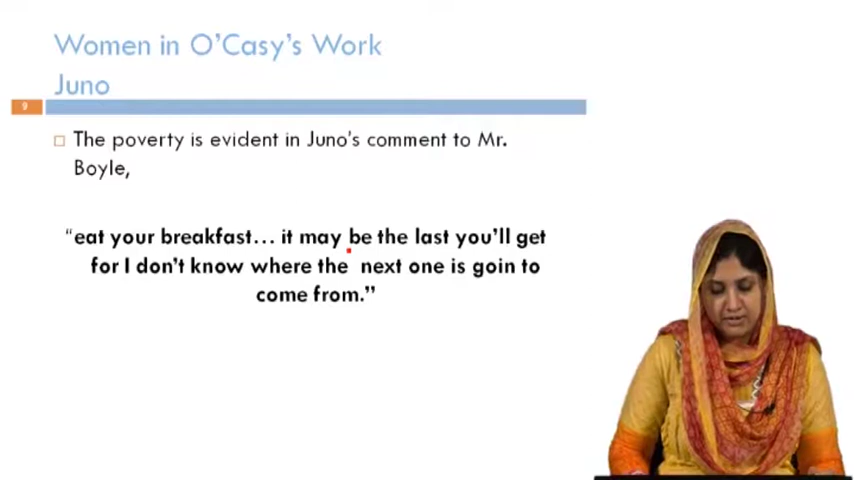 Women in O'Casy's Work
Juno
9
The poverty is evident in Juno's comment to Mr.
Boyle,
"eat your breakfast... it may be the last you'll get
for I don't know where the next one is goin to
come from."